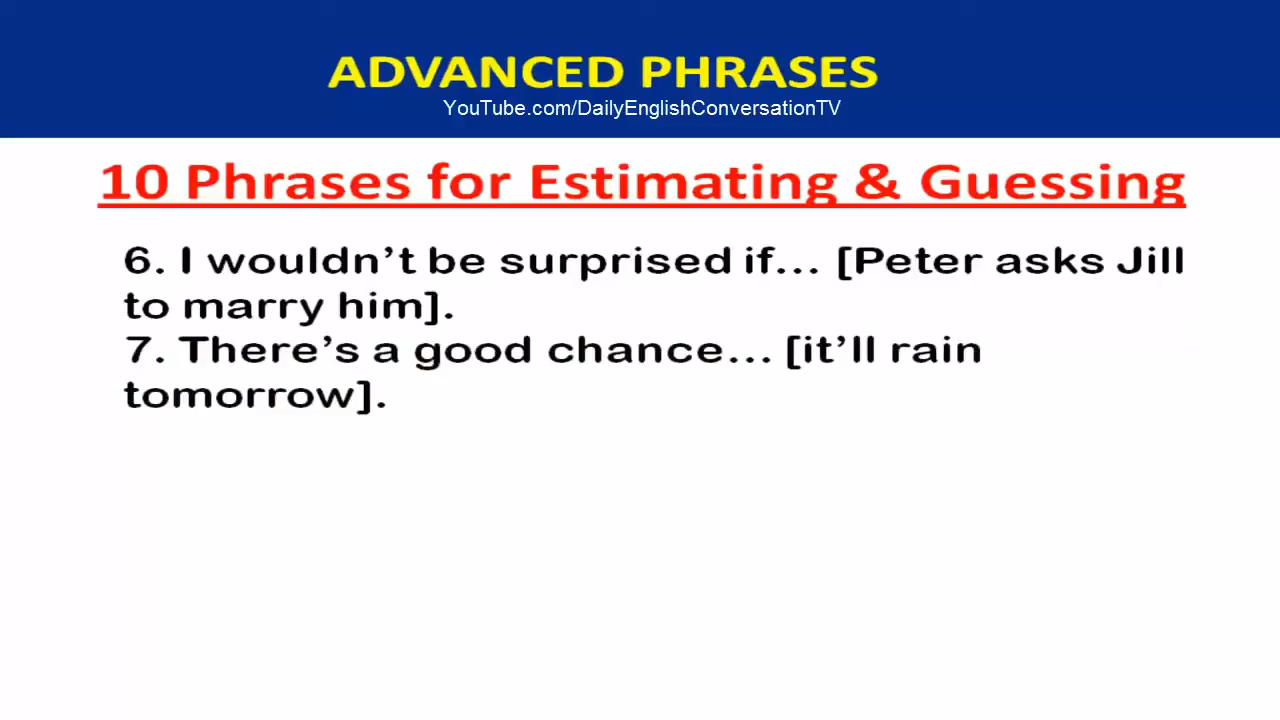 ADVANCED PHRASES
YouTube.com/DailyEnglishConversationTV
10 Phrases for Estimating & Guessing
6. I wouldn’t be surprised if... [Peter asks Jill
to marry him].
7. There’s a good chance... [it’ll rain
tomorrow].